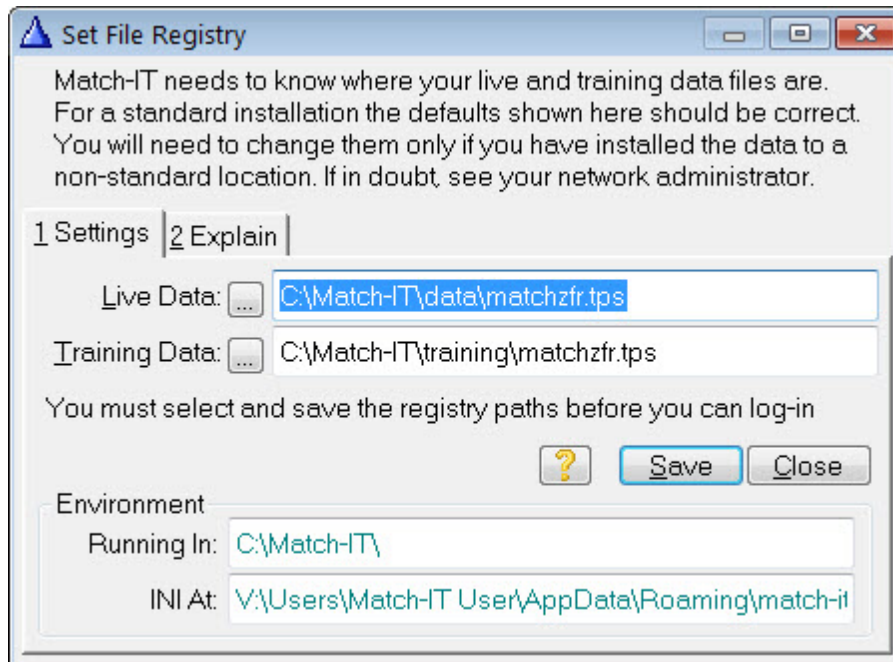 Set File Registry
Match-IT needs to know where your live and training data files are.
For a standard installation the defaults shown here should be correct.
You will need to change them only if you have installed the data to a
non-standard location. If in doubt, see your network administrator.
1 Settings 2 Explain
Live Data: ... C:\Match-IT\data\matchzfr.tps
Training Data: ... C:\Match-IT\training\matchzfr.tps
You must select and save the registry paths before you can log-in
? Save Close
Environment
Running In: C:\Match-IT\
INI At: V:\Users\Match-IT User\AppData\Roaming\match-it